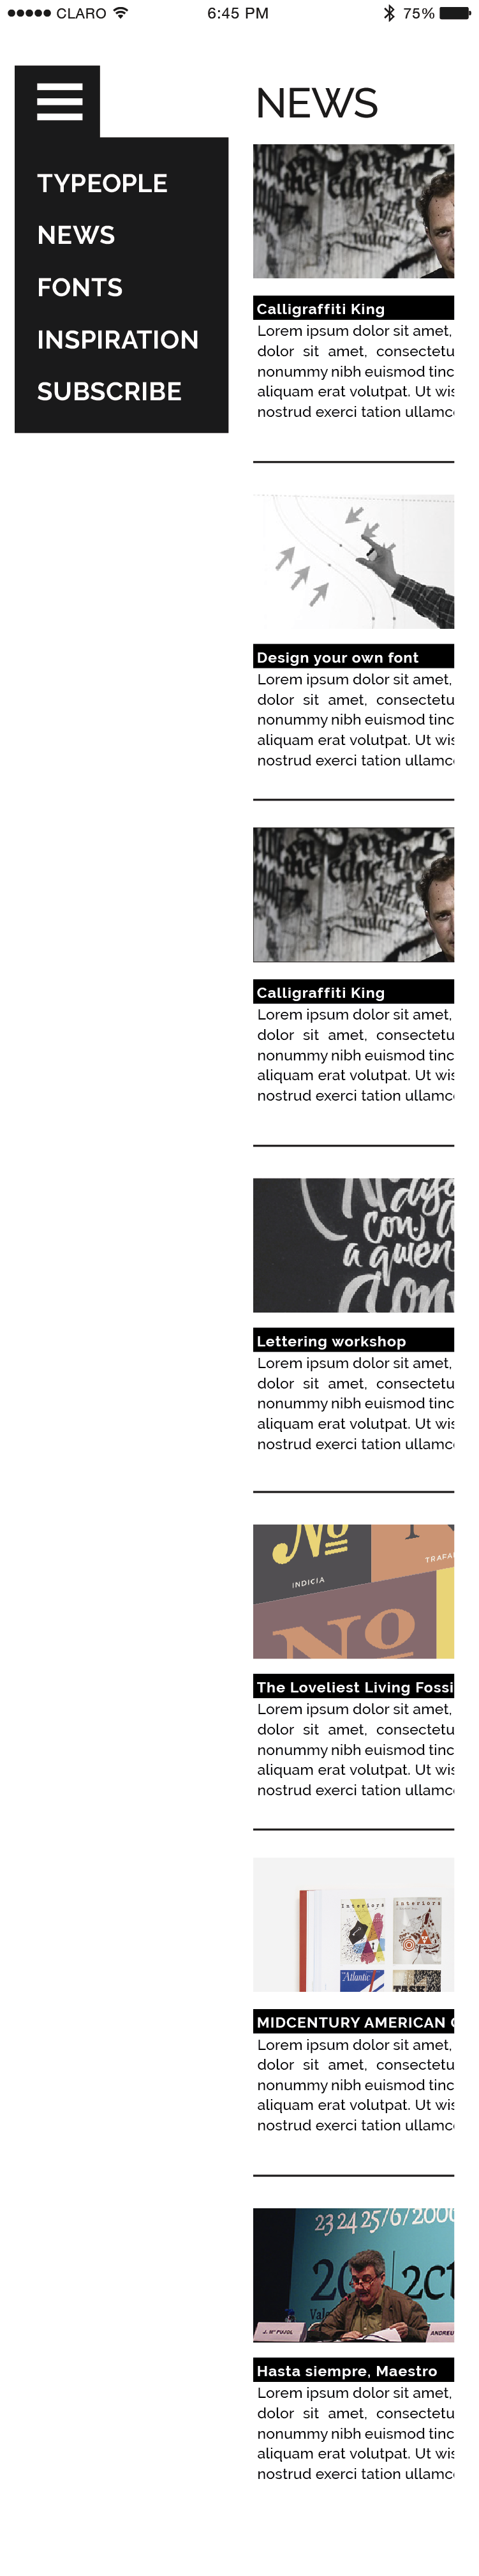 CLARO 6:45 PM 75%
TYPEOPLE
NEWS
FONTS
INSPIRATION
SUBSCRIBE
NEWS
Calligraffiti King
Lorem ipsum dolor sit amet,
dolor sit amet, consectetu
nonummy nibh euismod tinc
aliquam erat volutpat. Ut wis
nostrud exerci tation ullamc
Design your own font
Lorem ipsum dolor sit amet,
dolor sit amet, consectetu
nonummy nibh euismod tinc
aliquam erat volutpat. Ut wis
nostrud exerci tation ullamc
Calligraffiti King
Lorem ipsum dolor sit amet,
dolor sit amet, consectetu
nonummy nibh euismod tinc
aliquam erat volutpat. Ut wis
nostrud exerci tation ullamc
con
a quien
Lettering workshop
Lorem ipsum dolor sit amet,
dolor sit amet, consectetu
nonummy nibh euismod tinc
aliquam erat volutpat. Ut wis
nostrud exerci tation ullamc
No
INDICIA
TRAFA
No
The Loveliest Living Fossi
Lorem ipsum dolor sit amet,
dolor sit amet, consectetu
nonummy nibh euismod tinc
aliquam erat volutpat. Ut wis
nostrud exerci tation ullamc
Interiors Interiors
Atlantic TASK
MIDCENTURY AMERICAN
Lorem ipsum dolor sit amet,
dolor sit amet, consectetu
nonummy nibh euismod tinc
aliquam erat volutpat. Ut wis
nostrud exerci tation ullamc
23 24 25/6/200
J. Mª PUJOL ANDREU
Hasta siempre, Maestro
Lorem ipsum dolor sit amet,
dolor sit amet, consectetu
nonummy nibh euismod tinc
aliquam erat volutpat. Ut wis
nostrud exerci tation ullamc